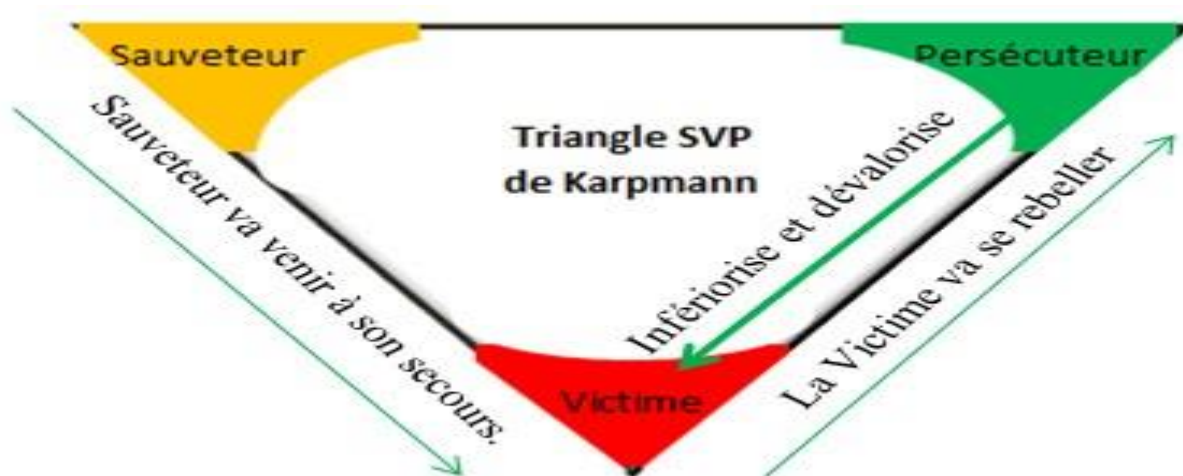 Sauveteur
Persécuteur
Triangle SVP
de Karpmann
Sauveteur va venir à son secours.
Infériorise et dévalorise
La Victime va se rebeller
Victime